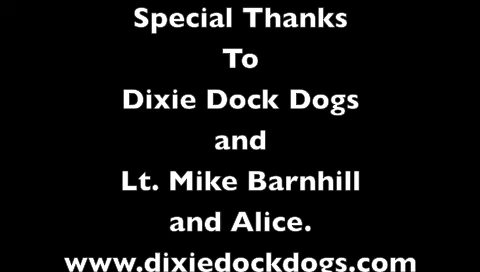 Special Thanks
To
Dixie Dock Dogs
and
Lt. Mike Barnhill
and Alice.
www.dixiedockdogs.com